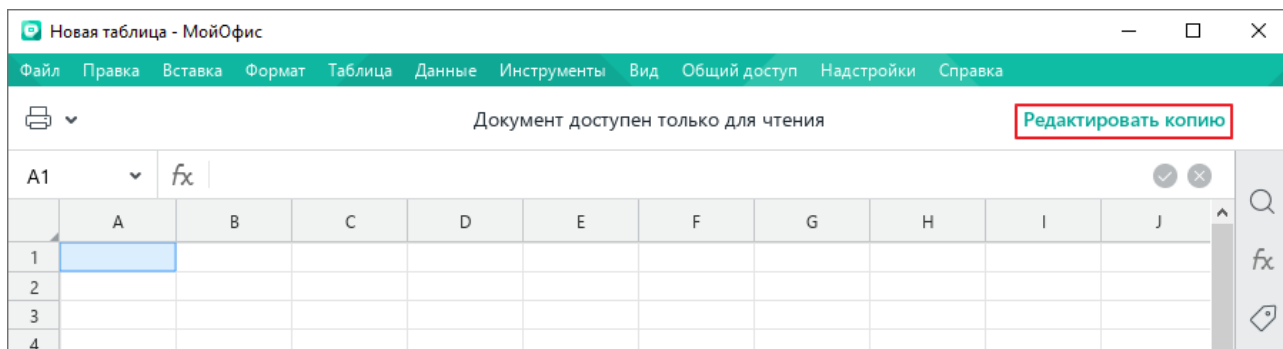 Новая таблица - МойОфис
Файл Правка Вставка Формат Таблица Данные Инструменты Вид Общий доступ Надстройки Справка
Документ доступен только для чтения Редактировать копию
A1 fx
A B C D E F G H I J
1
fx
2
3
4